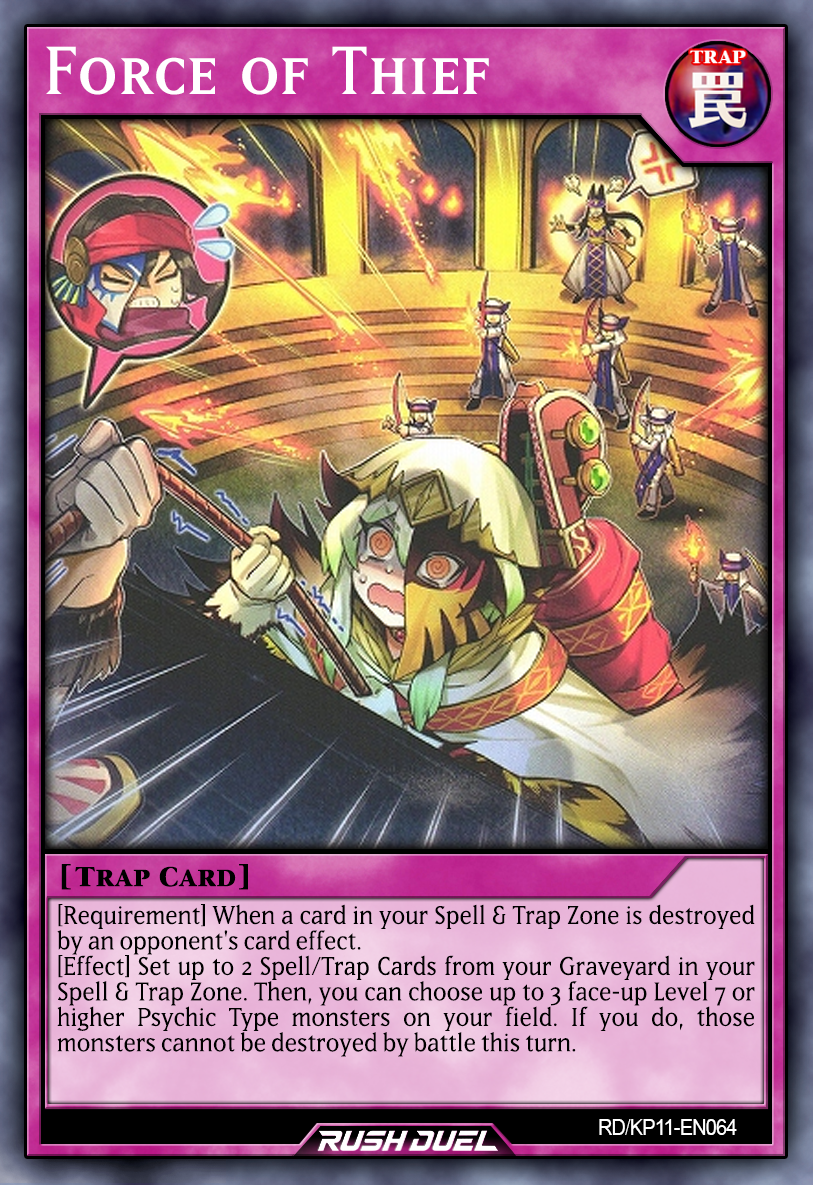 Force of Thief
TRAP
罠
[Trap Card]
[Requirement] When a card in your Spell & Trap Zone is destroyed
by an opponent's card effect.
[Effect] Set up to 2 Spell/Trap Cards from your Graveyard in your
Spell & Trap Zone. Then, you can choose up to 3 face-up Level 7 or
higher Psychic Type monsters on your field. If you do, those
monsters cannot be destroyed by battle this turn.
RD/KP11-EN064
RUSH DUEL